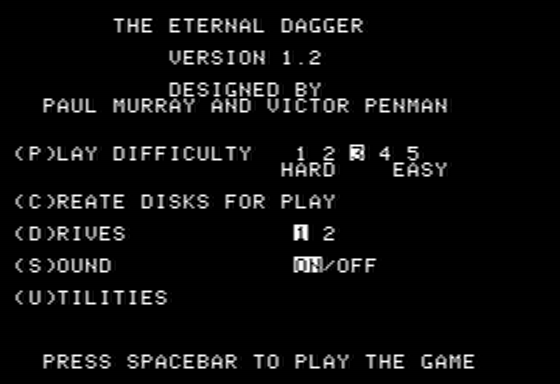 THE ETERNAL DAGGER
VERSION 1.2
DESIGNED BY
PAUL MURRAY AND VICTOR PENMAN
(P)LAY DIFFICULTY 1 2 3 4 5
HARD EASY
(C)REATE DISKS FOR PLAY
(D)RIVES 1 2
(S)OUND ON/OFF
(U)TILITIES
PRESS SPACEBAR TO PLAY THE GAME